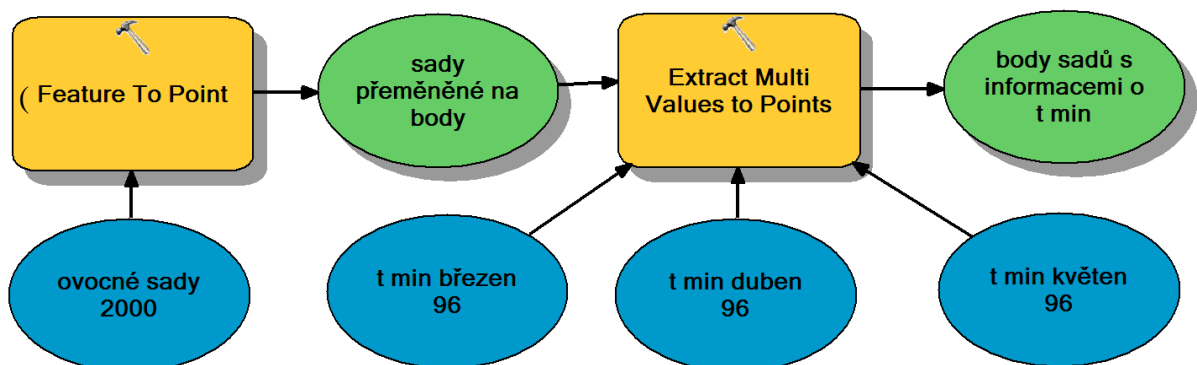 ( Feature To Point
sady
přeměněné na
body
Extract Multi
Values to Points
body sadů s
informacemi o
t min
ovocné sady
2000
t min březen
96
t min duben
96
t min květen
96